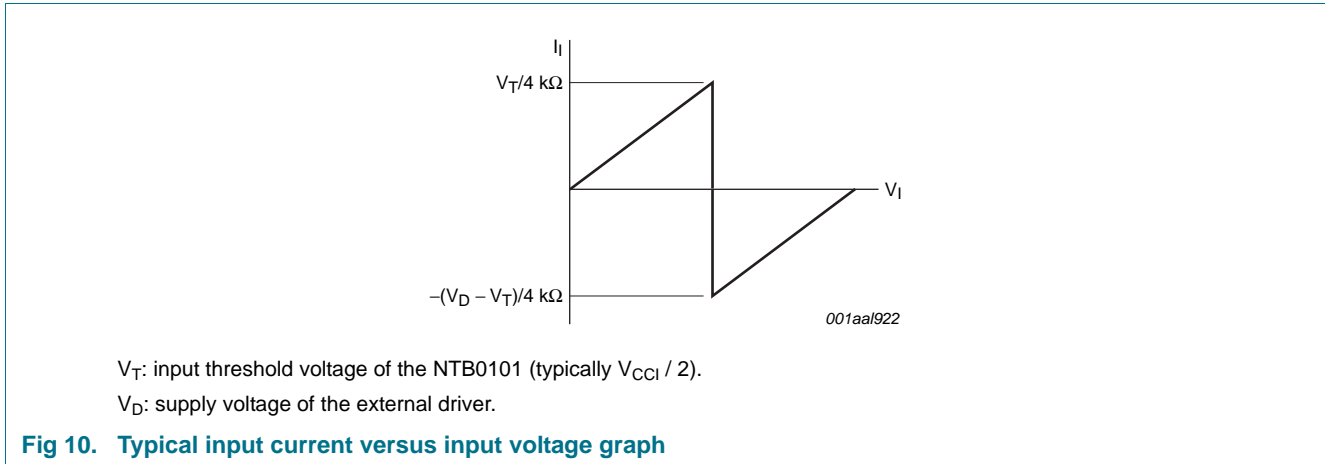 I_I
V_T/4 kΩ
V_I
−(V_D − V_T)/4 kΩ
001aal922
V_T: input threshold voltage of the NTB0101 (typically V_CCI / 2).
V_D: supply voltage of the external driver.
Fig 10. Typical input current versus input voltage graph